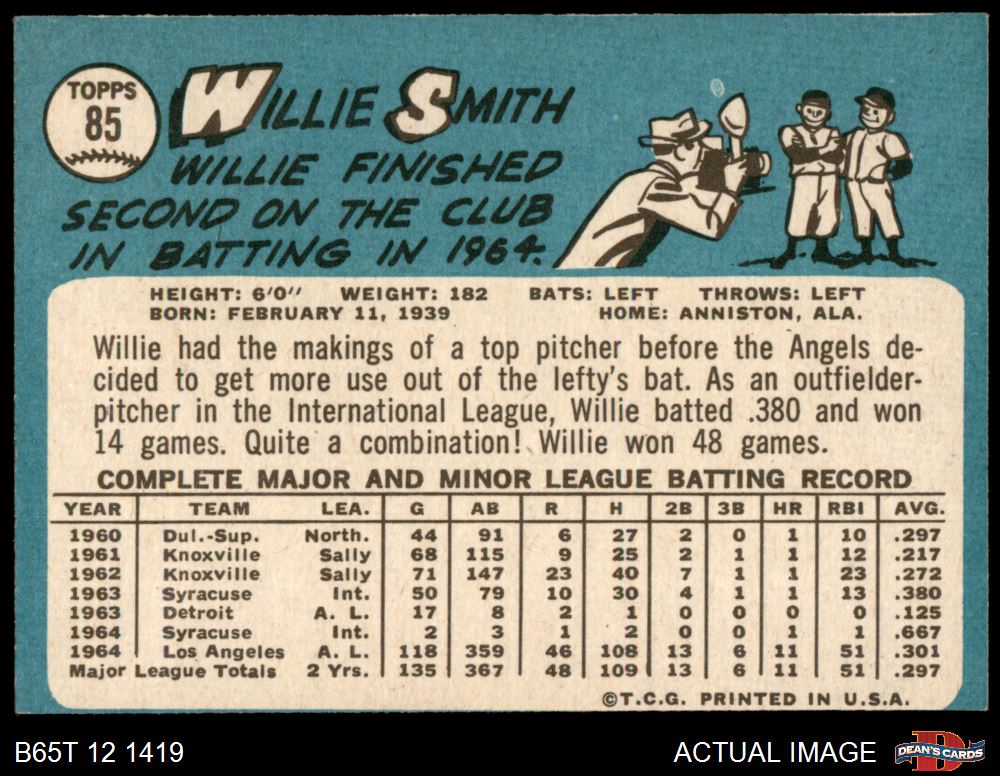 TOPPS
85
WILLIE SMITH
WILLIE FINISHED
SECOND ON THE CLUB
IN BATTING IN 1964.
HEIGHT: 6'0" WEIGHT: 182 BATS: LEFT THROWS: LEFT
BORN: FEBRUARY 11, 1939 HOME: ANNISTON, ALA.
Willie had the makings of a top pitcher before the Angels de-
cided to get more use out of the lefty's bat. As an outfielder-
pitcher in the International League, Willie batted .380 and won
14 games. Quite a combination! Willie won 48 games.
COMPLETE MAJOR AND MINOR LEAGUE BATTING RECORD
YEAR TEAM LEA. G AB R H 2B 3B HR RBI AVG.
1960 Dul.-Sup. North. 44 91 6 27 2 0 1 10 .297
1961 Knoxville Sally 68 115 9 25 2 1 1 12 .217
1962 Knoxville Sally 71 147 23 40 7 1 1 23 .272
1963 Syracuse Int. 50 79 10 30 4 1 1 13 .380
1963 Detroit A. L. 17 8 2 1 0 0 0 0 .125
1964 Syracuse Int. 2 3 1 2 0 0 1 1 .667
1964 Los Angeles A. L. 118 359 46 108 13 6 11 51 .301
Major League Totals 2 Yrs. 135 367 48 109 13 6 11 51 .297
©T.C.G. PRINTED IN U.S.A.
B65T 12 1419 ACTUAL IMAGE D DEAN'S CARDS